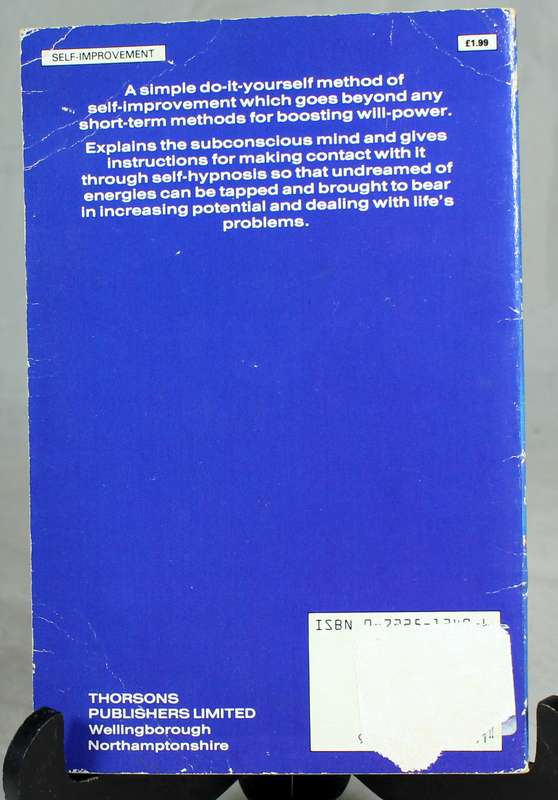 SELF-IMPROVEMENT
£1.99
A simple do-it-yourself method of
self-improvement which goes beyond any
short-term methods for boosting will-power.
Explains the subconscious mind and gives
instructions for making contact with it
through self-hypnosis so that undreamed of
energies can be tapped and brought to bear
in increasing potential and dealing with life's
problems.
ISBN
THORSONS
PUBLISHERS LIMITED
Wellingborough
Northamptonshire